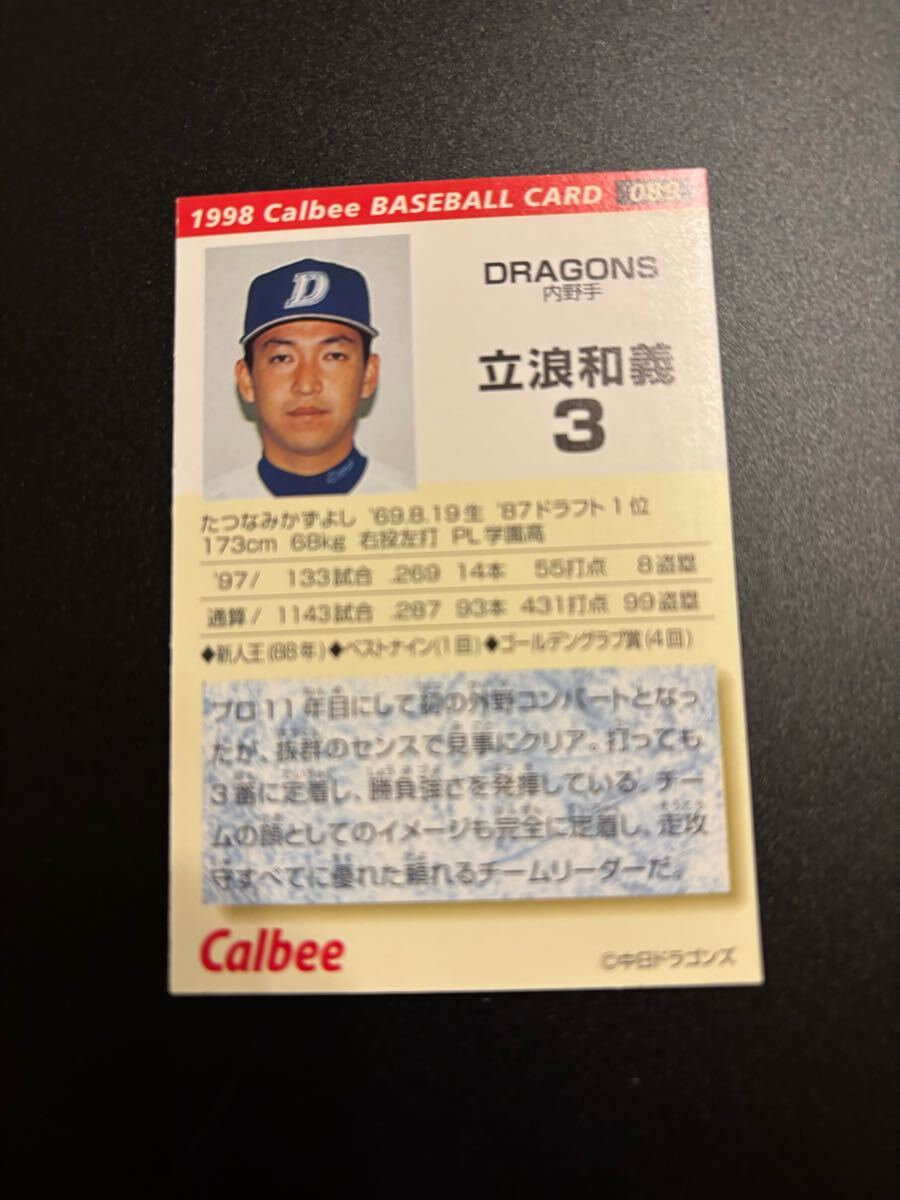 1998 Calbee BASEBALL CARD 089
D
DRAGONS
内野手
立浪和義
3
たつなみかずよし '69.8.19生 '87ドラフト1位
173cm 68kg 右投左打 PL学園高
'97/ 133試合 .269 14本 55打点 8盗塁
通算/ 1143試合 .287 93本 431打点 99盗塁
◆新人王(88年)◆ベストナイン(1回)◆ゴールデングラブ賞(4回)
プロ11年目にして初の外野コンバートとなっ
たが、抜群のセンスで見事にクリア。打っても
3番に定着し、勝負強さを発揮している。チー
ムの顔としてのイメージも完全に定着し、走攻
守すべてに優れた頼れるチームリーダーだ。
Calbee
©中日ドラゴンズ